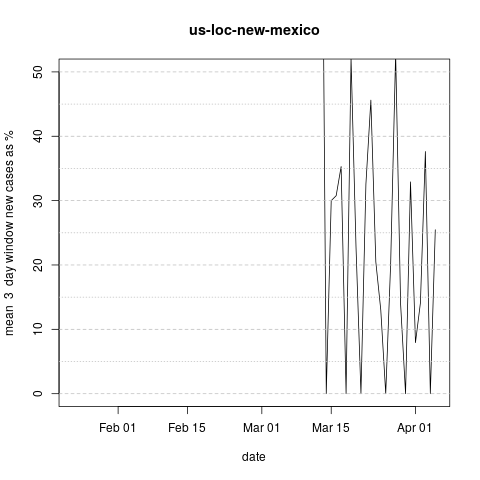 us-loc-new-mexico
mean  3  day window new cases as %
50
40
30
20
10
0
Feb 01
Feb 15
Mar 01
Mar 15
Apr 01
date